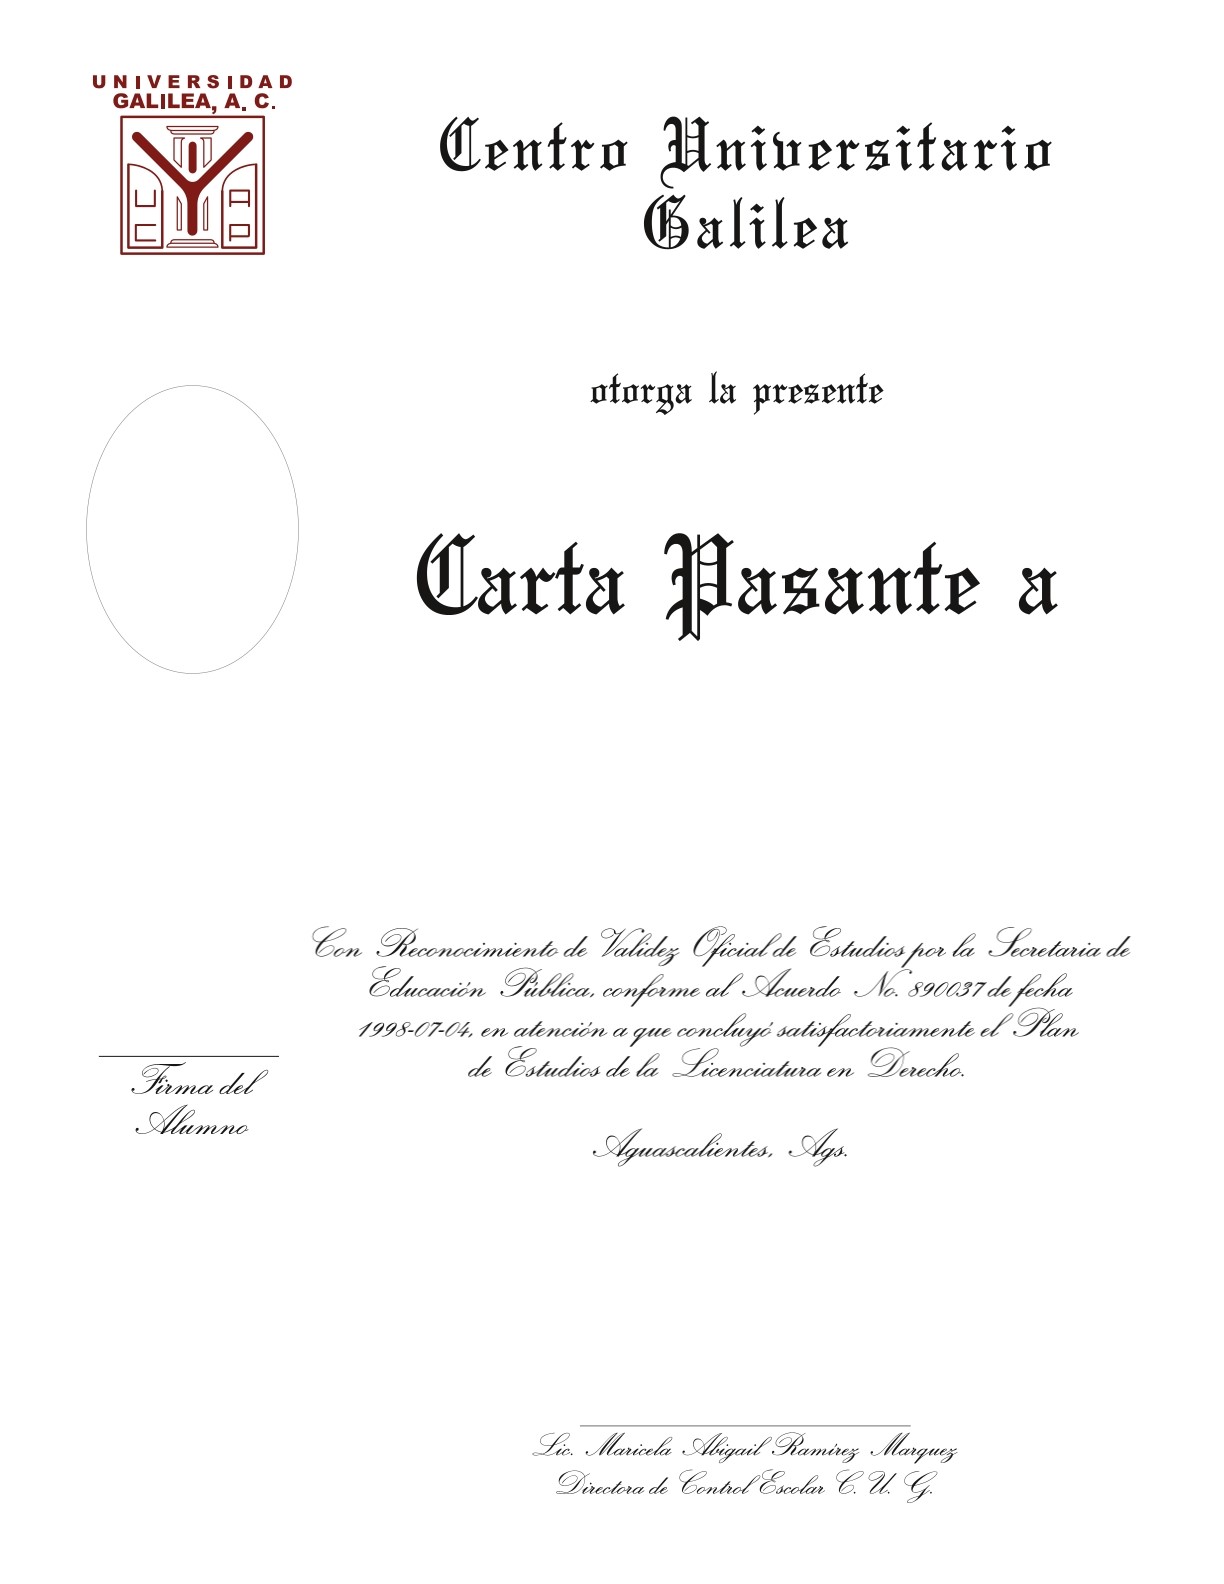 UNIVERSIDAD
GALILEA, A. C.
U A
C P
Centro Universitario
Galilea
otorga la presente
Carta Pasante a
Con Reconocimiento de Validez Oficial de Estudios por la Secretaria de
Educación Pública, conforme al Acuerdo No. 890037 de fecha
1998-07-04, en atención a que concluyó satisfactoriamente el Plan
de Estudios de la Licenciatura en Derecho.
Aguascalientes, Ags.
Firma del
Alumno
Lic. Maricela Abigail Ramírez Marquez
Directora de Control Escolar C. U. G.